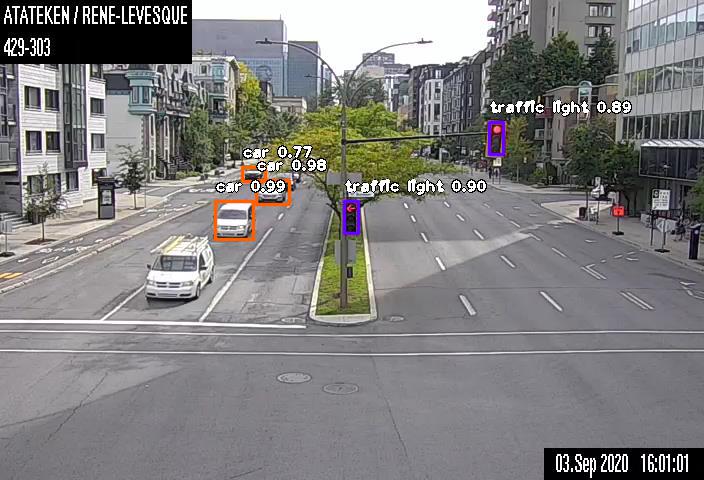 ATATEKEN / RENE-LEVESQUE
429-303
traffic light 0.89
car 0.77
car 0.98
car 0.99
traffic light 0.90
03.Sep 2020 16:01:01